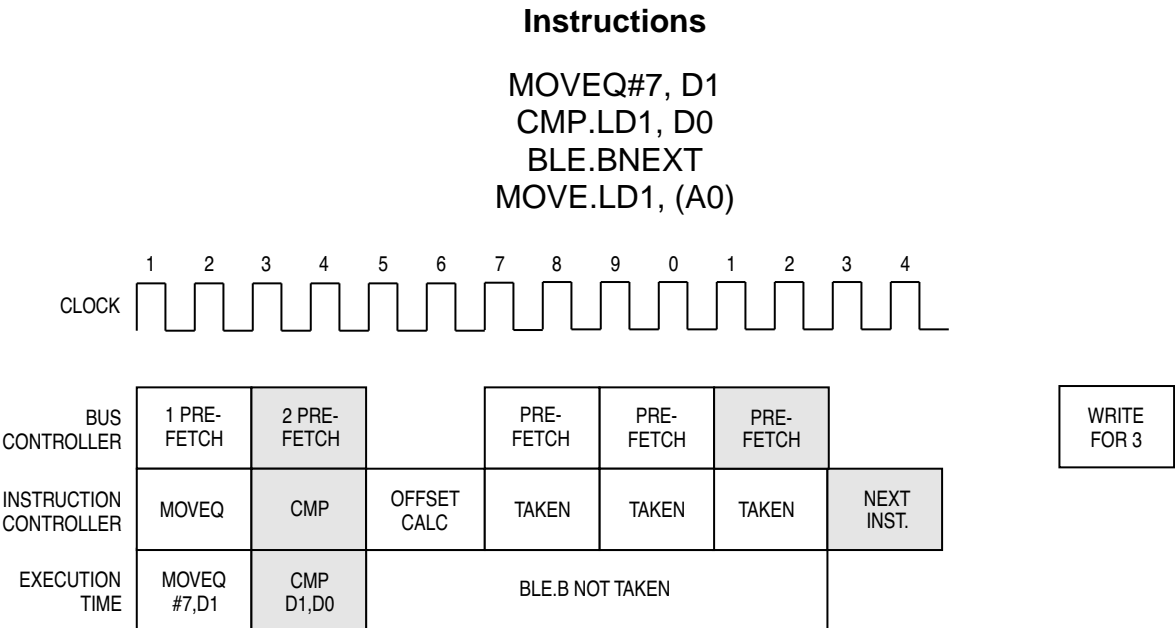 Instructions
MOVEQ#7, D1
CMP.LD1, D0
BLE.BNEXT
MOVE.LD1, (A0)
1 2 3 4 5 6 7 8 9 0 1 2 3 4
CLOCK
BUS
CONTROLLER
1 PRE-
FETCH
2 PRE-
FETCH
PRE-
FETCH
PRE-
FETCH
PRE-
FETCH
WRITE
FOR 3
INSTRUCTION
CONTROLLER
MOVEQ
CMP
OFFSET
CALC
TAKEN
TAKEN
TAKEN
NEXT
INST.
EXECUTION
TIME
MOVEQ
#7,D1
CMP
D1,D0
BLE.B NOT TAKEN